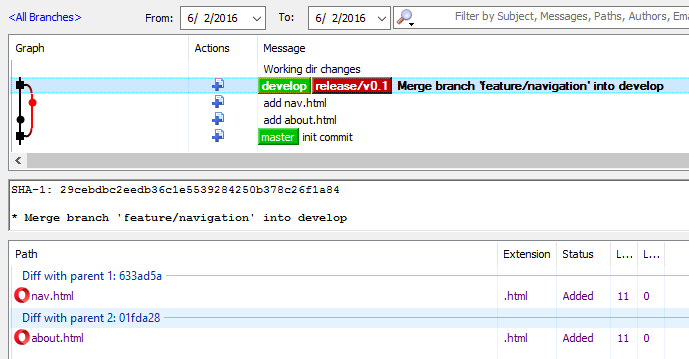 <All Branches> From: 6/ 2/2016 To: 6/ 2/2016 Filter by Subject, Messages, Paths, Authors, Ema
Graph Actions Message
Working dir changes
develop release/v0.1 Merge branch 'feature/navigation' into develop
add nav.html
add about.html
master init commit
SHA-1: 29cebdbc2eedb36c1e5539284250b378c26f1a84
* Merge branch 'feature/navigation' into develop
Path Extension Status L... L...
Diff with parent 1: 633ad5a
nav.html .html Added 11 0
Diff with parent 2: 01fda28
about.html .html Added 11 0